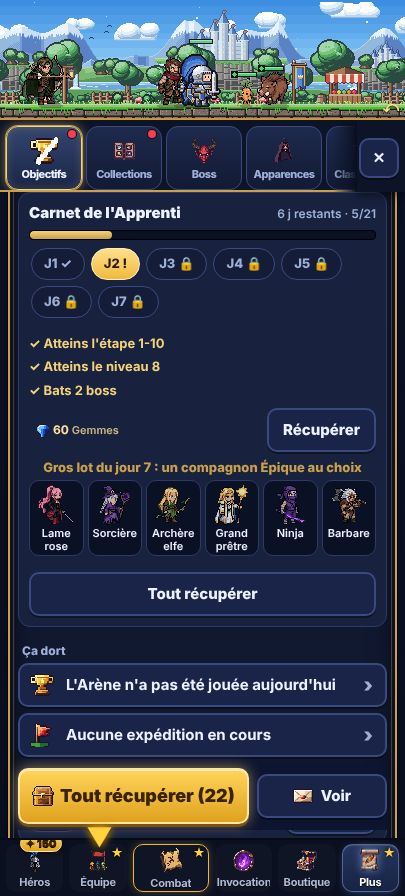 Objectifs
Collections
Boss
Apparences
×
Carnet de l'Apprenti
6 j restants · 5/21
J1 ✓
J2 !
J3 🔒
J4 🔒
J5 🔒
J6 🔒
J7 🔒
✓ Atteins l'étape 1-10
✓ Atteins le niveau 8
✓ Bats 2 boss
60 Gemmes
Récupérer
Gros lot du jour 7 : un compagnon Épique au choix
Lame
rose
Sorcière
Archère
elfe
Grand
prêtre
Ninja
Barbare
Tout récupérer
Ça dort
L'Arène n'a pas été jouée aujourd'hui ›
Aucune expédition en cours ›
Tout récupérer (22)
Voir
✦ 150
Héros
Équipe
Combat
Invocation
Boutique
Plus